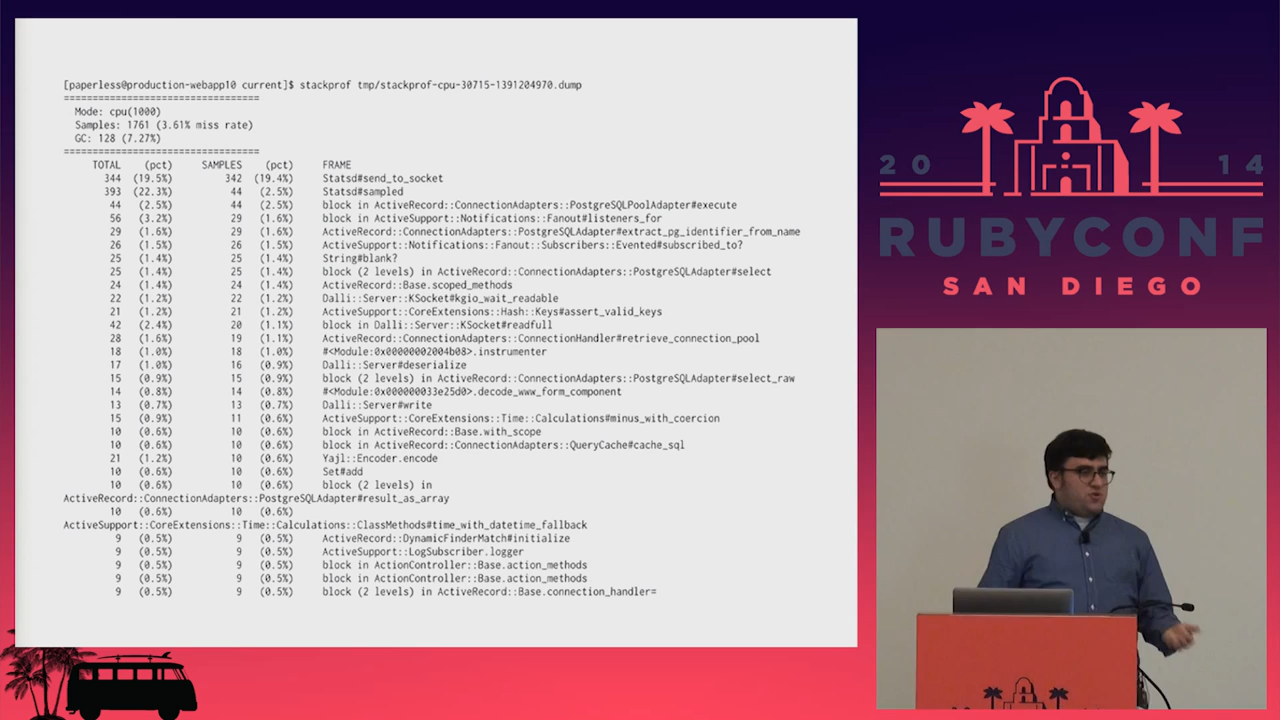 [paperless@production-webapp10 current]$ stackprof tmp/stackprof-cpu-30715-1391204970.dump
==================================
Mode: cpu(1000)
Samples: 1761 (3.61% miss rate)
GC: 128 (7.27%)
==================================
TOTAL (pct) SAMPLES (pct) FRAME
344 (19.5%) 342 (19.4%) Statsd#send_to_socket
393 (22.3%) 44 (2.5%) Statsd#sampled
44 (2.5%) 44 (2.5%) block in ActiveRecord::ConnectionAdapters::PostgreSQLPoolAdapter#execute
56 (3.2%) 29 (1.6%) block in ActiveSupport::Notifications::Fanout#listeners_for
29 (1.6%) 29 (1.6%) ActiveRecord::ConnectionAdapters::PostgreSQLAdapter#extract_pg_identifier_from_name
26 (1.5%) 26 (1.5%) ActiveSupport::Notifications::Fanout::Subscribers::Evented#subscribed_to?
25 (1.4%) 25 (1.4%) String#blank?
25 (1.4%) 25 (1.4%) block (2 levels) in ActiveRecord::ConnectionAdapters::PostgreSQLAdapter#select
24 (1.4%) 24 (1.4%) ActiveRecord::Base.scoped_methods
22 (1.2%) 22 (1.2%) Dalli::Server::KSocket#kgio_wait_readable
21 (1.2%) 21 (1.2%) ActiveSupport::CoreExtensions::Hash::Keys#assert_valid_keys
42 (2.4%) 20 (1.1%) block in Dalli::Server::KSocket#readfull
28 (1.6%) 19 (1.1%) ActiveRecord::ConnectionAdapters::ConnectionHandler#retrieve_connection_pool
18 (1.0%) 18 (1.0%) #<Module:0x00000002004b08>.instrumenter
17 (1.0%) 16 (0.9%) Dalli::Server#deserialize
15 (0.9%) 15 (0.9%) block (2 levels) in ActiveRecord::ConnectionAdapters::PostgreSQLAdapter#select_raw
14 (0.8%) 14 (0.8%) #<Module:0x000000033e25d0>.decode_www_form_component
13 (0.7%) 13 (0.7%) Dalli::Server#write
15 (0.9%) 11 (0.6%) ActiveSupport::CoreExtensions::Time::Calculations#minus_with_coercion
10 (0.6%) 10 (0.6%) block in ActiveRecord::Base.with_scope
10 (0.6%) 10 (0.6%) block in ActiveRecord::ConnectionAdapters::QueryCache#cache_sql
21 (1.2%) 10 (0.6%) Yajl::Encoder.encode
10 (0.6%) 10 (0.6%) Set#add
10 (0.6%) 10 (0.6%) block (2 levels) in
ActiveRecord::ConnectionAdapters::PostgreSQLAdapter#result_as_array
10 (0.6%) 10 (0.6%)
ActiveSupport::CoreExtensions::Time::Calculations::ClassMethods#time_with_datetime_fallback
9 (0.5%) 9 (0.5%) ActiveRecord::DynamicFinderMatch#initialize
9 (0.5%) 9 (0.5%) ActiveSupport::LogSubscriber.logger
9 (0.5%) 9 (0.5%) block in ActionController::Base.action_methods
9 (0.5%) 9 (0.5%) block in ActionController::Base.action_methods
9 (0.5%) 9 (0.5%) block (2 levels) in ActiveRecord::Base.connection_handler=
20 14
RUBYCONF
SAN DIEGO